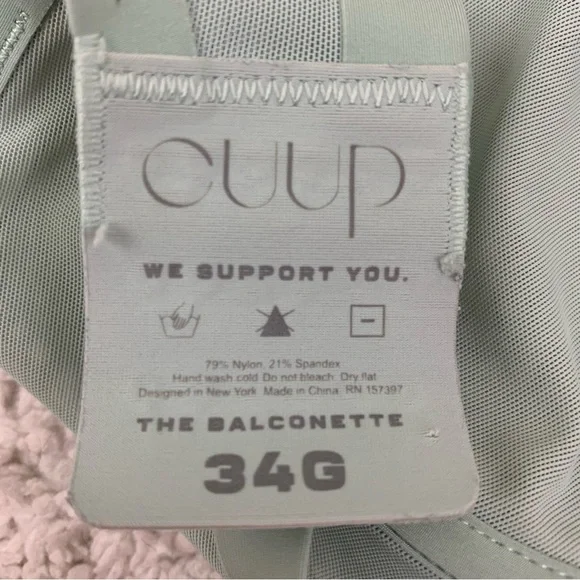 CUUP
WE SUPPORT YOU.
79% Nylon, 21% Spandex
Hand wash cold Do not bleach Dry flat
Designed in New York Made in China RN 157397
THE BALCONETTE
34G